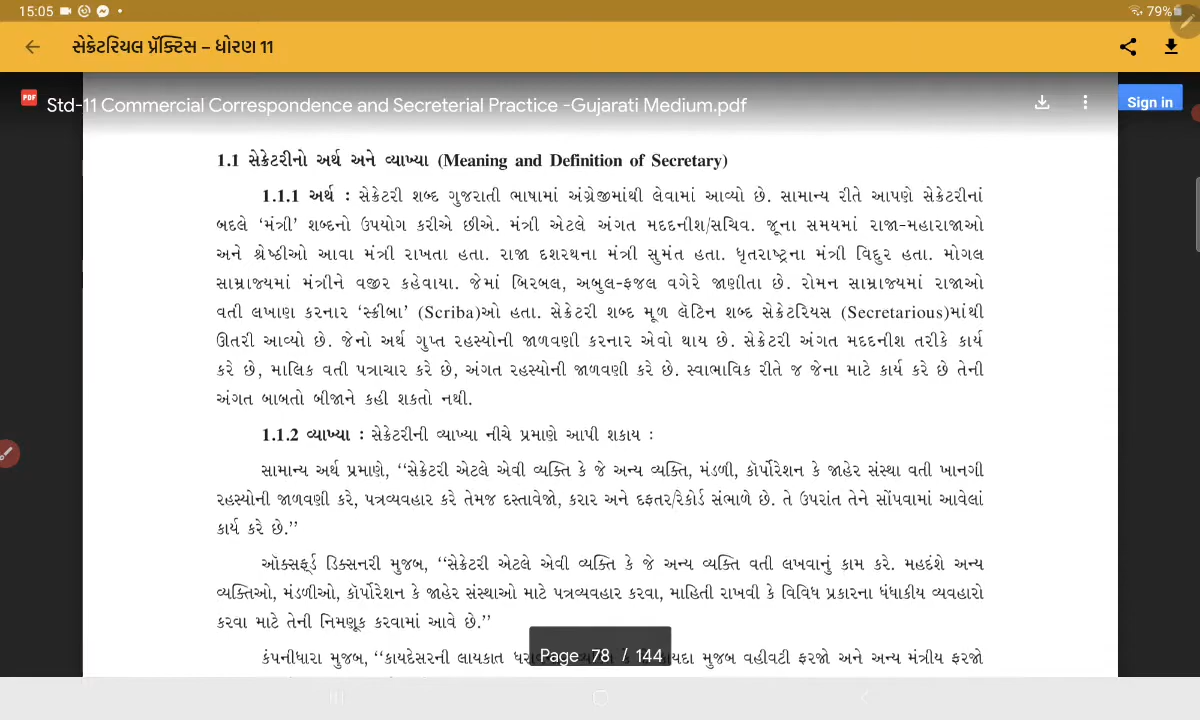 15:05
79%
સેક્રેટરિયલ પ્રૅક્ટિસ – ધોરણ 11
PDF
Std-11 Commercial Correspondence and Secreterial Practice -Gujarati Medium.pdf
Sign in
1.1 સેક્રેટરીનો અર્થ અને વ્યાખ્યા (Meaning and Definition of Secretary)
1.1.1 અર્થ : સેક્રેટરી શબ્દ ગુજરાતી ભાષામાં અંગ્રેજીમાંથી લેવામાં આવ્યો છે. સામાન્ય રીતે આપણે સેક્રેટરીનાં
બદલે ‘મંત્રી’ શબ્દનો ઉપયોગ કરીએ છીએ. મંત્રી એટલે અંગત મદદનીશ/સચિવ. જૂના સમયમાં રાજા-મહારાજાઓ
અને શ્રેષ્ઠીઓ આવા મંત્રી રાખતા હતા. રાજા દશરથના મંત્રી સુમંત હતા. ધૃતરાષ્ટ્રના મંત્રી વિદુર હતા. મોગલ
સામ્રાજ્યમાં મંત્રીને વજીર કહેવાયા. જેમાં બિરબલ, અબુલ-ફજલ વગેરે જાણીતા છે. રોમન સામ્રાજ્યમાં રાજાઓ
વતી લખાણ કરનાર ‘સ્ક્રીબા’ (Scriba)ઓ હતા. સેક્રેટરી શબ્દ મૂળ લૅટિન શબ્દ સેક્રેટરિયસ (Secretarious)માંથી
ઊતરી આવ્યો છે. જેનો અર્થ ગુપ્ત રહસ્યોની જાળવણી કરનાર એવો થાય છે. સેક્રેટરી અંગત મદદનીશ તરીકે કાર્ય
કરે છે, માલિક વતી પત્રાચાર કરે છે, અંગત રહસ્યોની જાળવણી કરે છે. સ્વાભાવિક રીતે જ જેના માટે કાર્ય કરે છે તેની
અંગત બાબતો બીજાને કહી શકતો નથી.
1.1.2 વ્યાખ્યા : સેક્રેટરીની વ્યાખ્યા નીચે પ્રમાણે આપી શકાય :
સામાન્ય અર્થ પ્રમાણે, ‘‘સેક્રેટરી એટલે એવી વ્યક્તિ કે જે અન્ય વ્યક્તિ, મંડળી, કૉર્પોરેશન કે જાહેર સંસ્થા વતી ખાનગી
રહસ્યોની જાળવણી કરે, પત્રવ્યવહાર કરે તેમજ દસ્તાવેજો, કરાર અને દફતર/રેકોર્ડ સંભાળે છે. તે ઉપરાંત તેને સોંપવામાં આવેલાં
કાર્ય કરે છે.’’
ઑક્સફર્ડ ડિક્સનરી મુજબ, ‘‘સેક્રેટરી એટલે એવી વ્યક્તિ કે જે અન્ય વ્યક્તિ વતી લખવાનું કામ કરે. મહદંશે અન્ય
વ્યક્તિઓ, મંડળીઓ, કૉર્પોરેશન કે જાહેર સંસ્થાઓ માટે પત્રવ્યવહાર કરવા, માહિતી રાખવી કે વિવિધ પ્રકારના ધંધાકીય વ્યવહારો
કરવા માટે તેની નિમણૂક કરવામાં આવે છે.’’
કંપનીધારા મુજબ, ‘‘કાયદેસરની લાયકાત મુજબ વહીવટી ફરજો અને અન્ય મંત્રીય ફરજો
Page 78 / 144